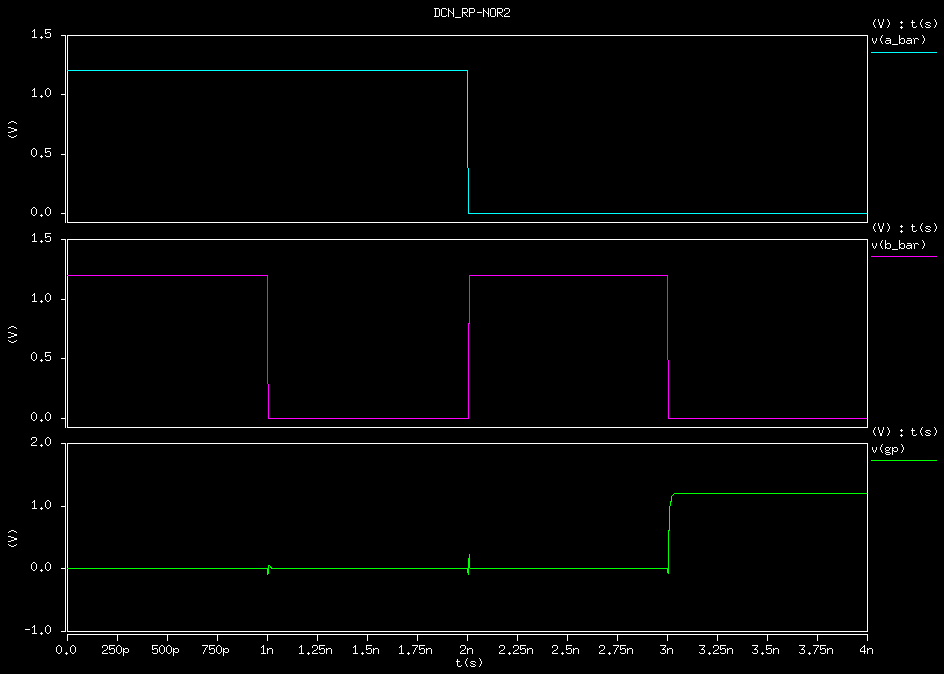 DCN_RP-NOR2
(V) : t(s)
v(a_bar)
1.5
1.0
0.5
0.0
(V)
(V) : t(s)
v(b_bar)
1.5
1.0
0.5
0.0
(V)
(V) : t(s)
v(gp)
2.0
1.0
0.0
-1.0
(V)
0.0 250p 500p 750p 1n 1.25n 1.5n 1.75n 2n 2.25n 2.5n 2.75n 3n 3.25n 3.5n 3.75n 4n
t(s)